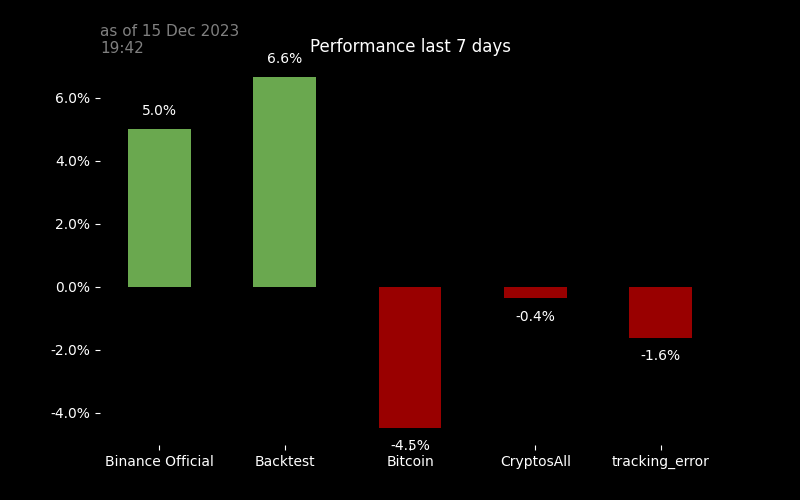 as of 15 Dec 2023
19:42
Performance last 7 days
6.6%
5.0%
6.0%
4.0%
2.0%
0.0%
-0.4%
-2.0%
-1.6%
-4.0%
-4.5%
Binance Official
Backtest
Bitcoin
CryptosAll
tracking_error